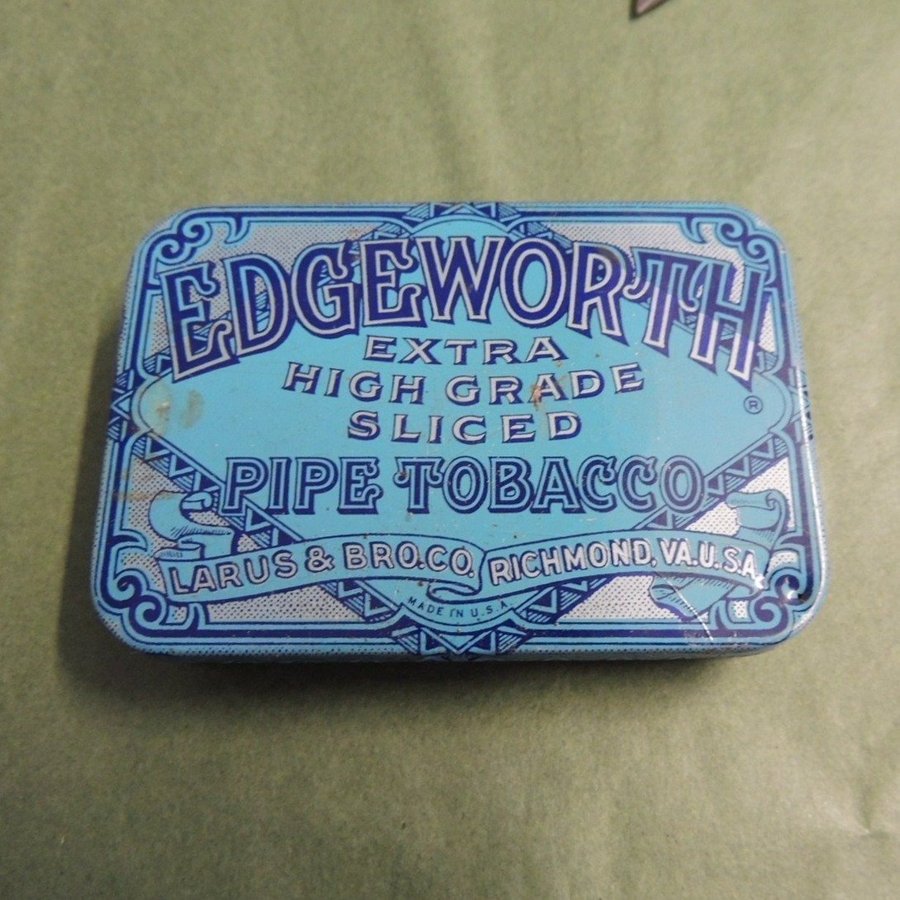 EDGEWORTH
EXTRA
HIGH GRADE
SLICED
®
PIPE TOBACCO
LARUS & BRO.CO. RICHMOND, VA.U.S.A.
MADE IN U.S.A.